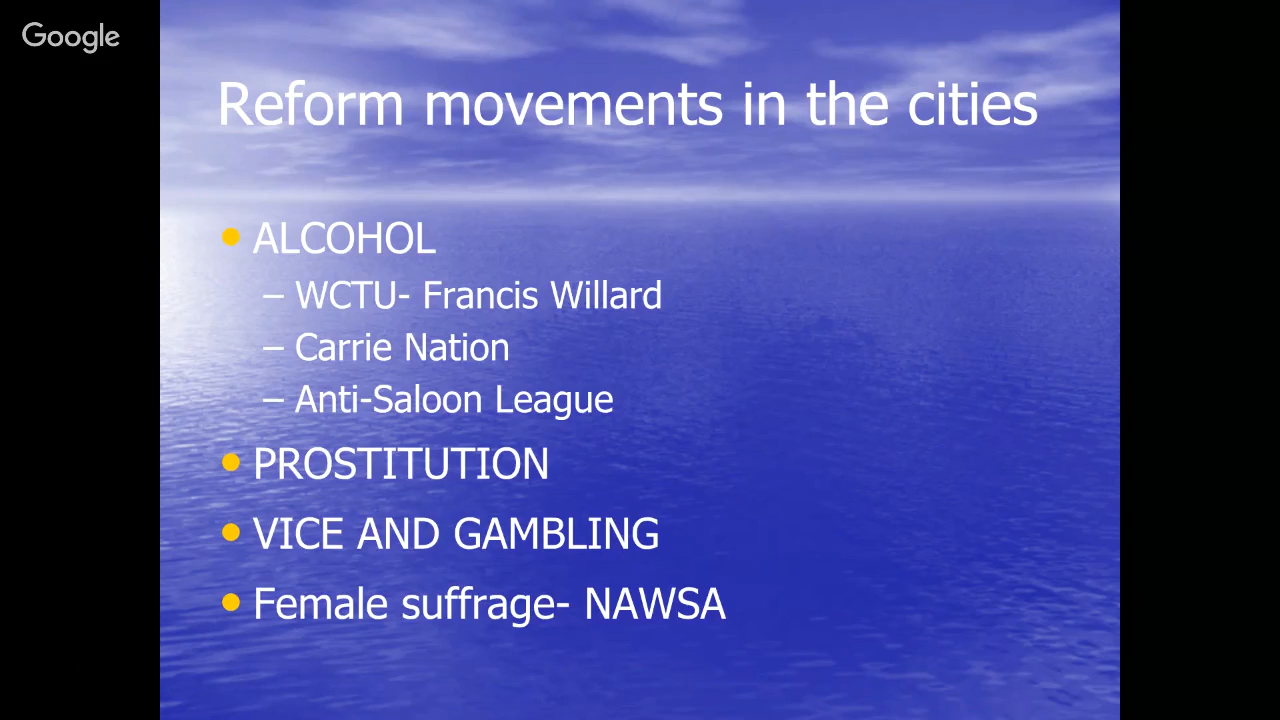 Google
Reform movements in the cities
• ALCOHOL
– WCTU- Francis Willard
– Carrie Nation
– Anti-Saloon League
• PROSTITUTION
• VICE AND GAMBLING
• Female suffrage- NAWSA